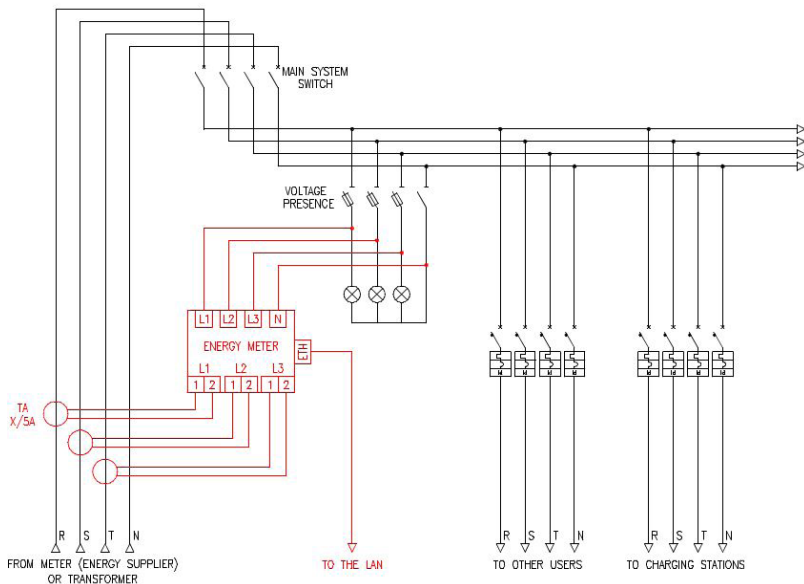 MAIN SYSTEM
SWITCH
VOLTAGE
PRESENCE
L1 L2 L3 N
ENERGY METER
ETH
L1 L2 L3
1 2 1 2 1 2
TA
X/5A
R S T N
FROM METER (ENERGY SUPPLIER)
OR TRANSFORMER
TO THE LAN
R S T N
TO OTHER USERS
R S T N
TO CHARGING STATIONS